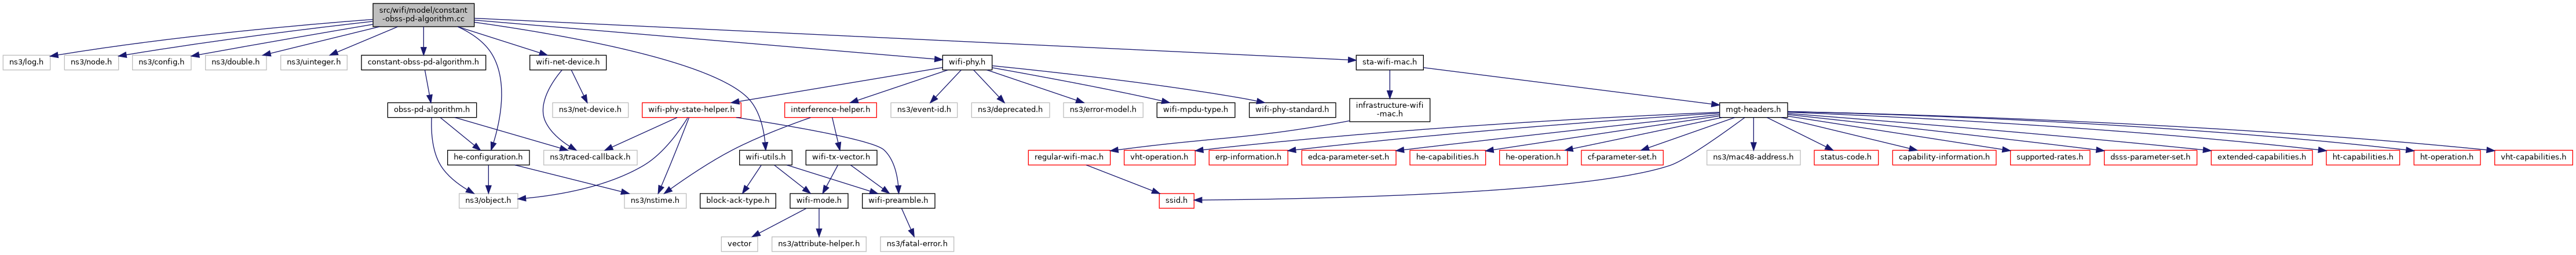 src/wifi/model/constant
-obss-pd-algorithm.cc
ns3/log.h
ns3/node.h
ns3/config.h
ns3/double.h
ns3/uinteger.h
constant-obss-pd-algorithm.h
wifi-net-device.h
wifi-phy.h
sta-wifi-mac.h
obss-pd-algorithm.h
ns3/net-device.h
wifi-phy-state-helper.h
interference-helper.h
ns3/event-id.h
ns3/deprecated.h
ns3/error-model.h
wifi-mpdu-type.h
wifi-phy-standard.h
infrastructure-wifi
-mac.h
mgt-headers.h
he-configuration.h
ns3/traced-callback.h
wifi-utils.h
wifi-tx-vector.h
regular-wifi-mac.h
vht-operation.h
erp-information.h
edca-parameter-set.h
he-capabilities.h
he-operation.h
cf-parameter-set.h
ns3/mac48-address.h
status-code.h
capability-information.h
supported-rates.h
dsss-parameter-set.h
extended-capabilities.h
ht-capabilities.h
ht-operation.h
vht-capabilities.h
ns3/object.h
ns3/nstime.h
block-ack-type.h
wifi-mode.h
wifi-preamble.h
ssid.h
vector
ns3/attribute-helper.h
ns3/fatal-error.h